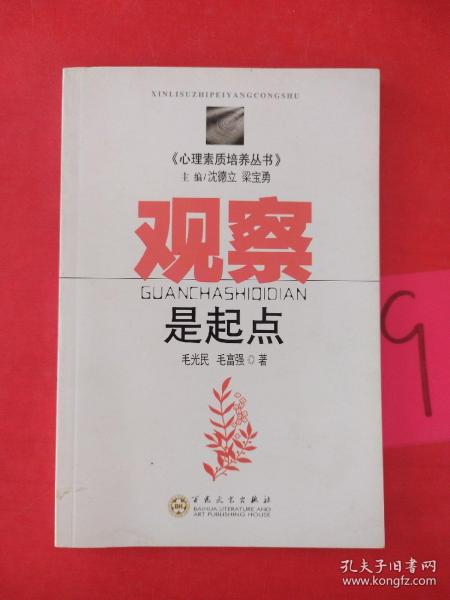 XINLISUZHIPEIYANGCONGSHU
《心理素质培养丛书》
主 编/沈德立 梁宝勇
观察
GUANCHASHIQIDIAN
是起点
毛光民 毛富强◎著
百花文艺出版社
BAIHUA LITERATURE AND
ART PUBLISHING HOUSE
BH
9
孔夫子旧书网
www.kongfz.com